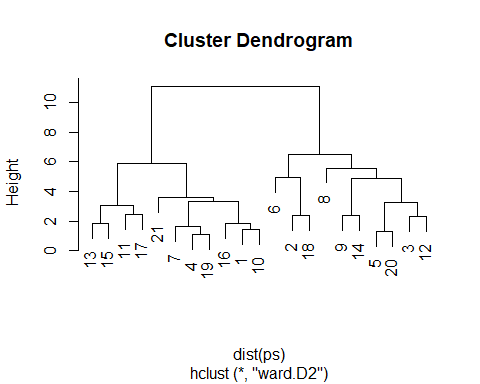 Cluster Dendrogram
Height
0 2 4 6 8 10
13 15 11 17 21 7 4 19 16 1 10 6 2 18 8 9 14 5 20 3 12
dist(ps)
hclust (*, "ward.D2")